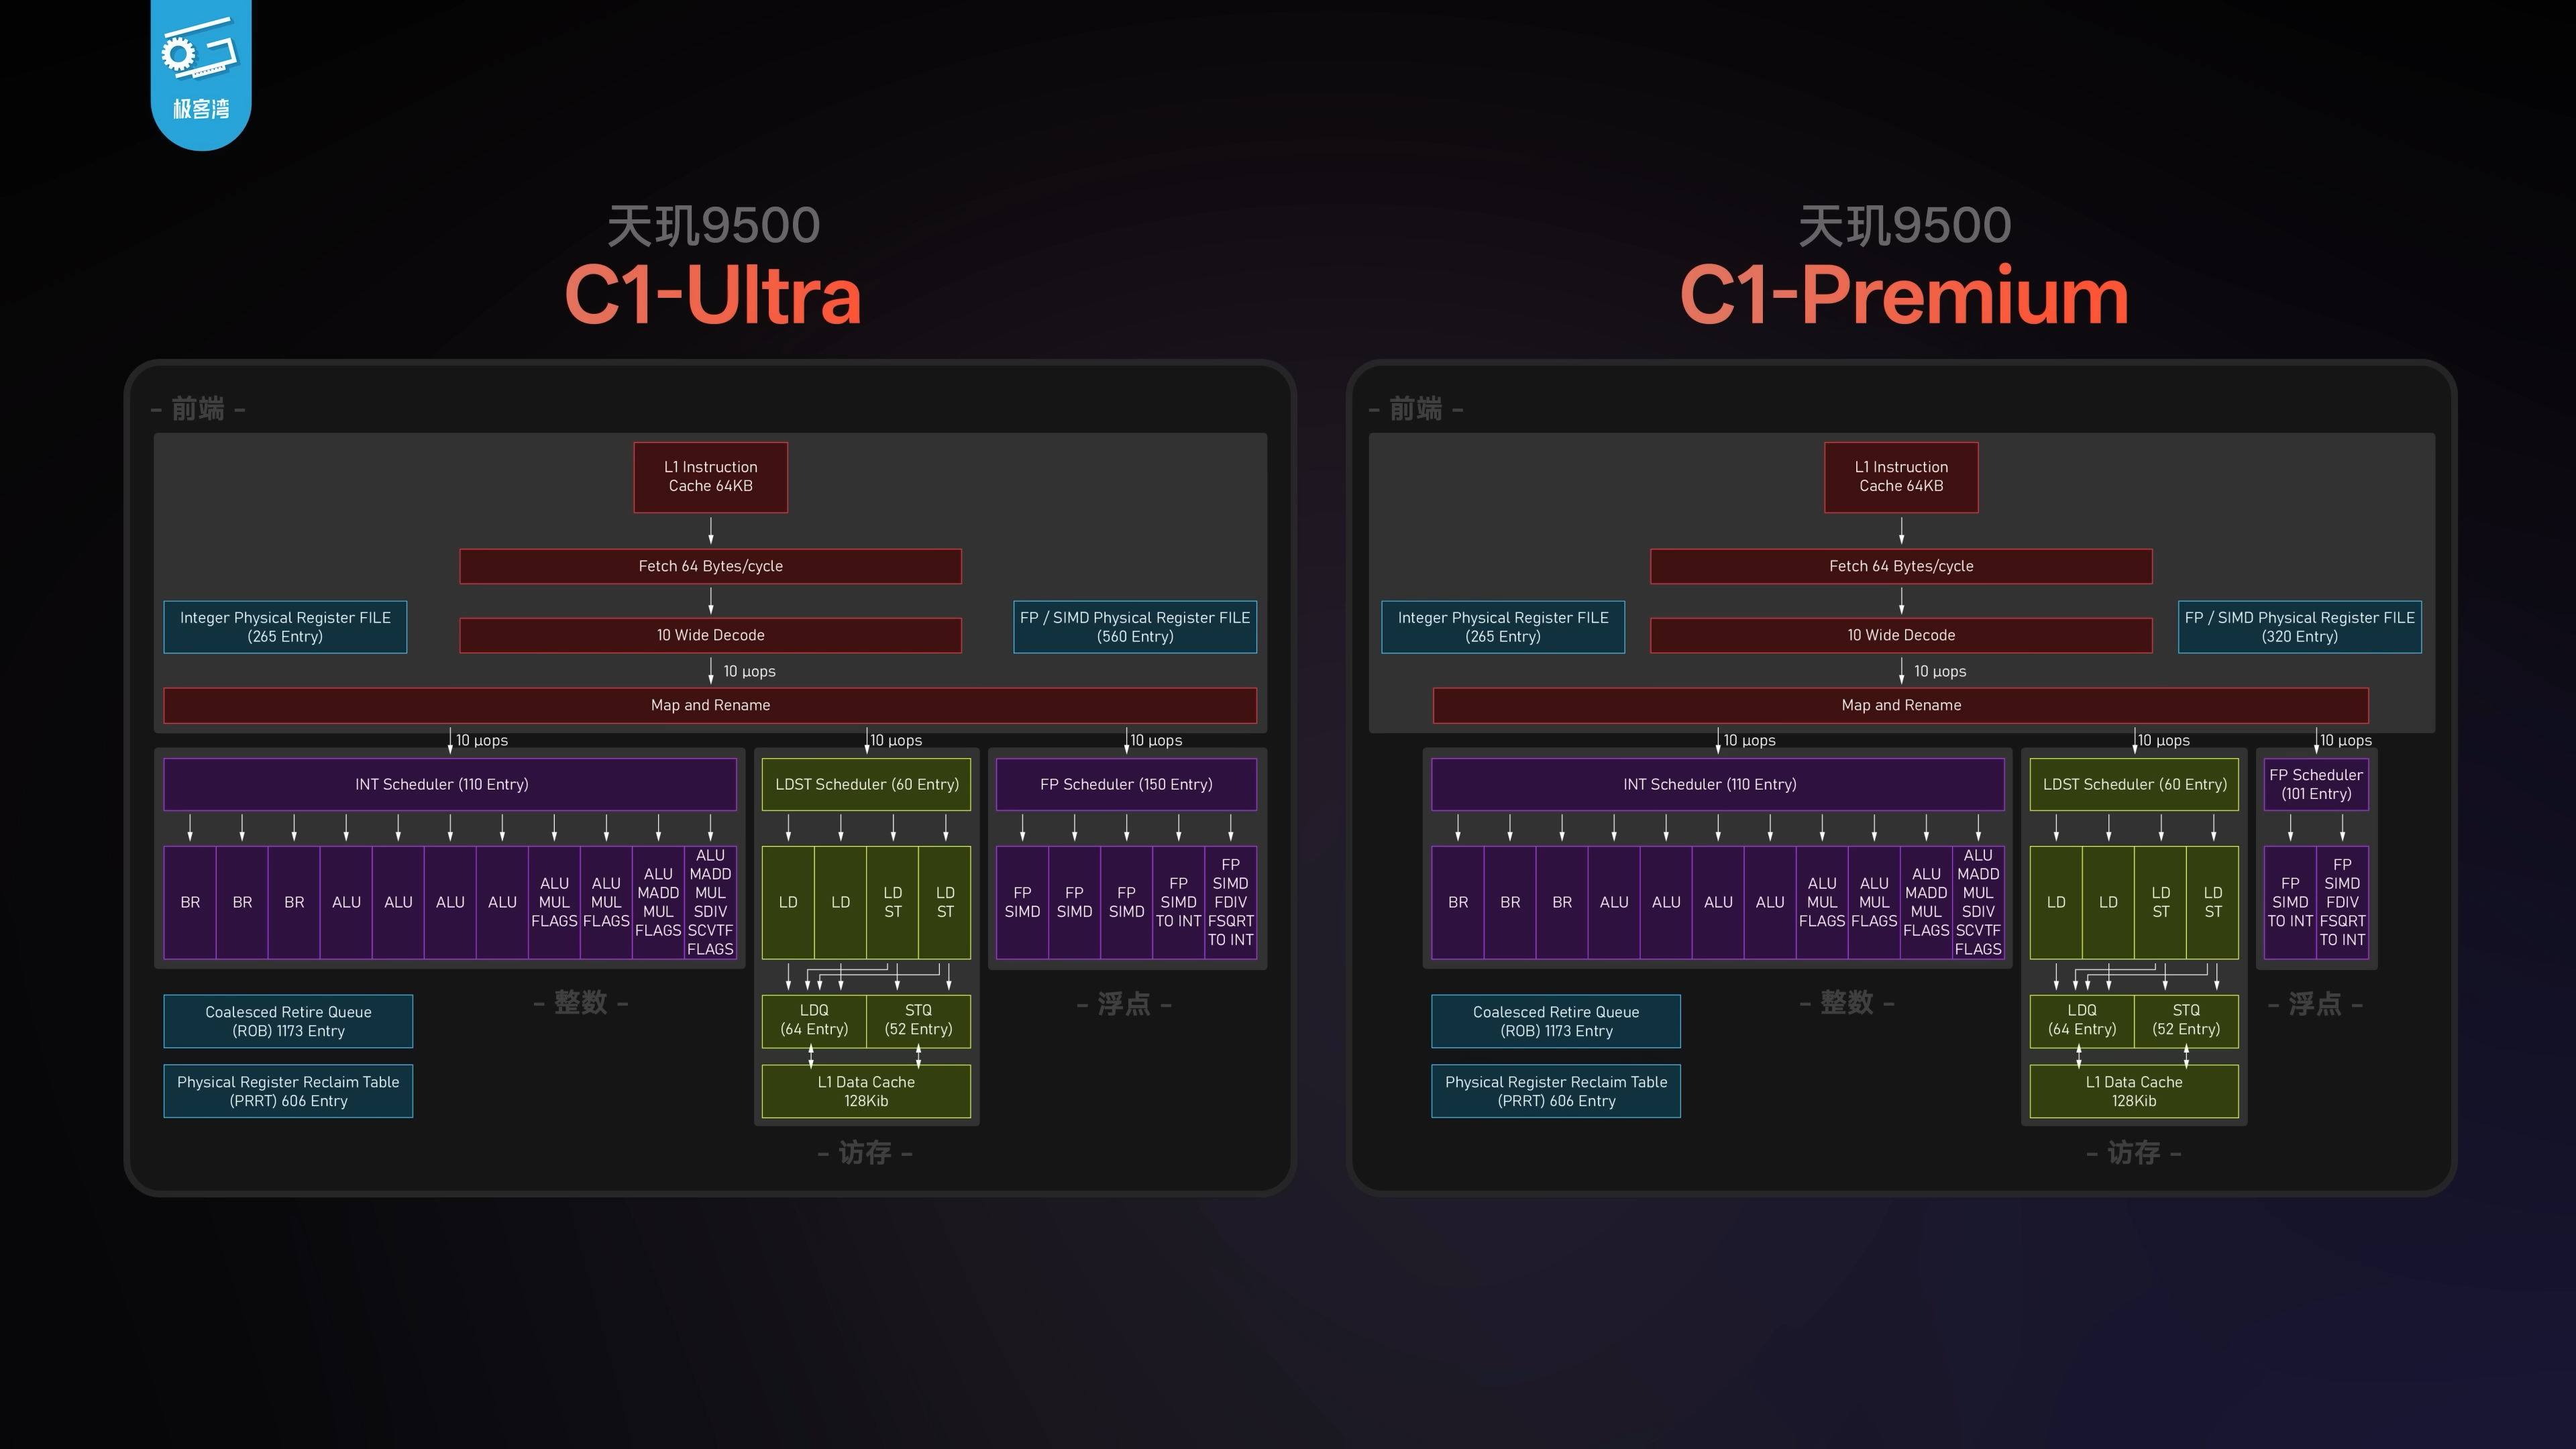 极客湾
天玑9500
C1-Ultra
- 前端 -
L1 Instruction
Cache 64KB
Fetch 64 Bytes/cycle
Integer Physical Register FILE
(265 Entry)
10 Wide Decode
FP / SIMD Physical Register FILE
(560 Entry)
10 μops
Map and Rename
10 μops
10 μops
10 μops
INT Scheduler (110 Entry)
LDST Scheduler (60 Entry)
FP Scheduler (150 Entry)
BR
BR
BR
ALU
ALU
ALU
ALU
ALU
MUL
FLAGS
ALU
MUL
FLAGS
ALU
MADD
MUL
FLAGS
ALU
MADD
MUL
SDIV
SCVTF
FLAGS
LD
LD
LD
ST
LD
ST
FP
SIMD
FP
SIMD
FP
SIMD
FP
SIMD
TO INT
FP
SIMD
FDIV
FSQRT
TO INT
- 整数 -
- 浮点 -
Coalesced Retire Queue
(ROB) 1173 Entry
LDQ
(64 Entry)
STQ
(52 Entry)
Physical Register Reclaim Table
(PRRT) 606 Entry
L1 Data Cache
128Kib
- 访存 -
天玑9500
C1-Premium
- 前端 -
L1 Instruction
Cache 64KB
Fetch 64 Bytes/cycle
Integer Physical Register FILE
(265 Entry)
10 Wide Decode
FP / SIMD Physical Register FILE
(320 Entry)
10 μops
Map and Rename
10 μops
10 μops
10 μops
INT Scheduler (110 Entry)
LDST Scheduler (60 Entry)
FP Scheduler
(101 Entry)
BR
BR
BR
ALU
ALU
ALU
ALU
ALU
MUL
FLAGS
ALU
MUL
FLAGS
ALU
MADD
MUL
FLAGS
ALU
MADD
MUL
SDIV
SCVTF
FLAGS
LD
LD
LD
ST
LD
ST
FP
SIMD
TO INT
FP
SIMD
FDIV
FSQRT
TO INT
- 整数 -
- 浮点 -
Coalesced Retire Queue
(ROB) 1173 Entry
LDQ
(64 Entry)
STQ
(52 Entry)
Physical Register Reclaim Table
(PRRT) 606 Entry
L1 Data Cache
128Kib
- 访存 -